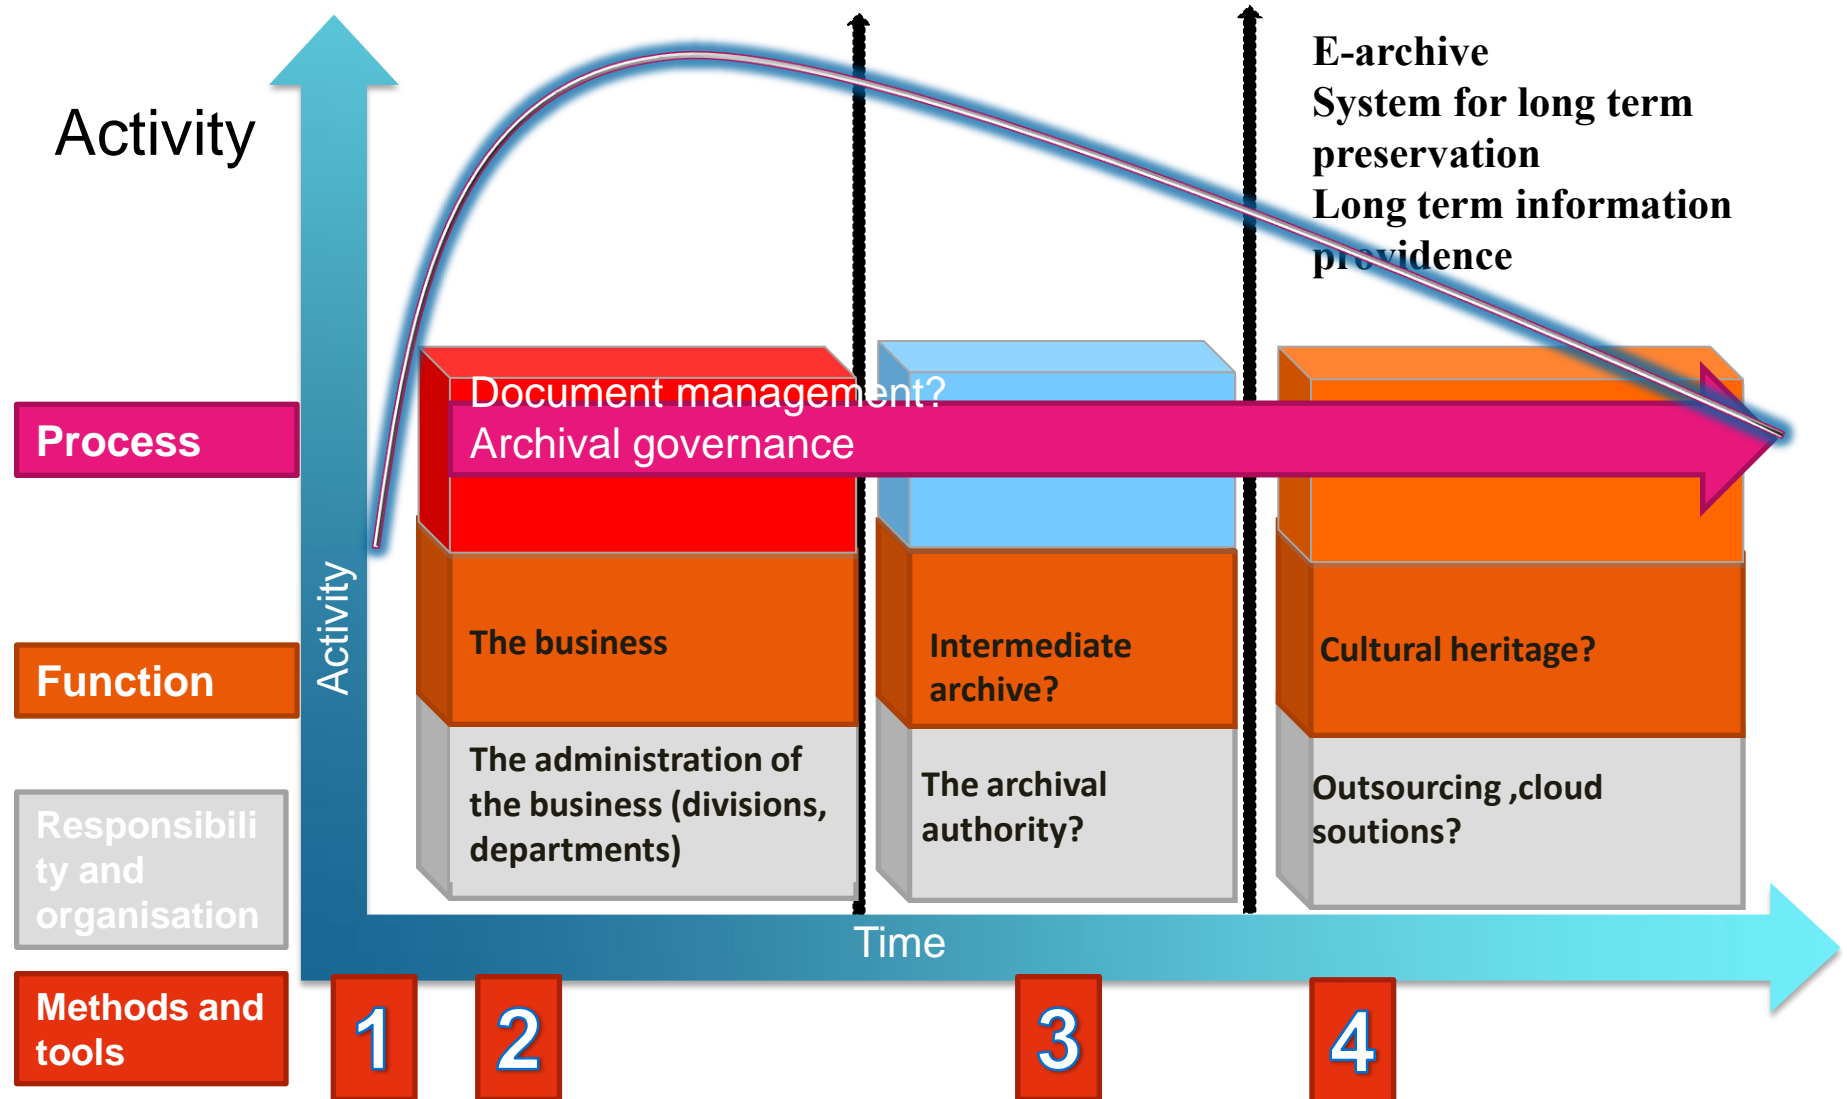 Activity
E-archive
System for long term
preservation
Long term information
providence
Process
Document management?
Archival governance
Activity
Function
The business
Intermediate
archive?
Cultural heritage?
Responsibili
ty and
organisation
The administration of
the business (divisions,
departments)
The archival
authority?
Outsourcing ,cloud
soutions?
Time
Methods and
tools
1
2
3
4